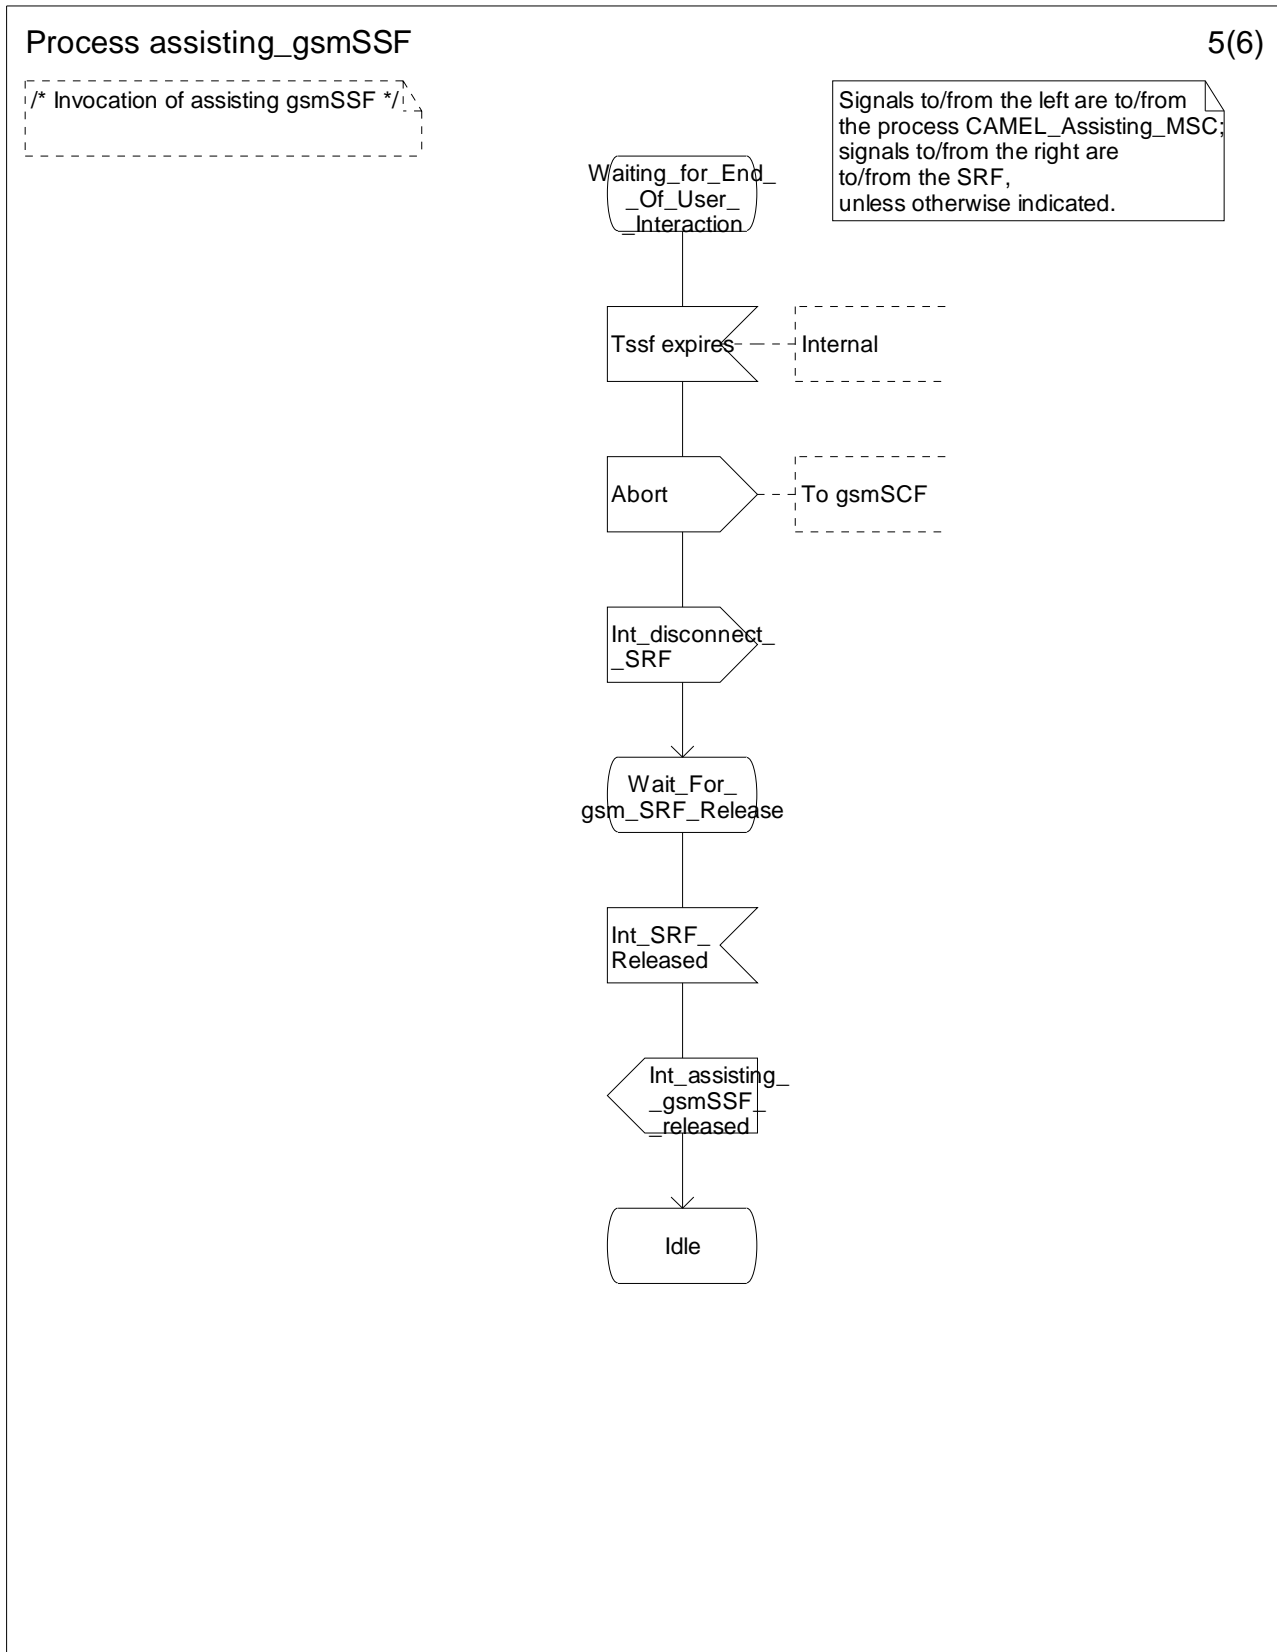 Process assisting_gsmSSF
5(6)
/* Invocation of assisting gsmSSF */
Signals to/from the left are to/from
the process CAMEL_Assisting_MSC;
signals to/from the right are
to/from the SRF,
unless otherwise indicated.
Waiting_for_End_
_Of_User_
_Interaction
Tssf expires
Internal
Abort
To gsmSCF
Int_disconnect_
_SRF
Wait_For_
gsm_SRF_Release
Int_SRF_
Released
Int_assisting_
_gsmSSF_
_released
Idle